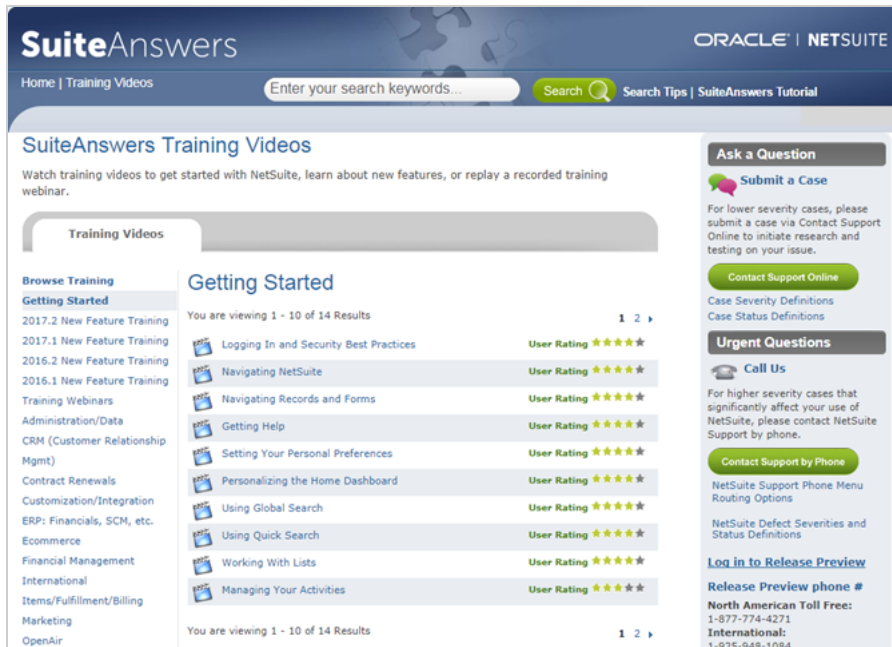 SuiteAnswers
ORACLE | NETSUITE
Home | Training Videos
Enter your search keywords...
Search
Search Tips | SuiteAnswers Tutorial
SuiteAnswers Training Videos
Watch training videos to get started with NetSuite, learn about new features, or replay a recorded training
webinar.
Training Videos
Browse Training
Getting Started
2017.2 New Feature Training
2017.1 New Feature Training
2016.2 New Feature Training
2016.1 New Feature Training
Training Webinars
Administration/Data
CRM (Customer Relationship
Mgmt)
Contract Renewals
Customization/Integration
ERP: Financials, SCM, etc.
Ecommerce
Financial Management
International
Items/Fulfillment/Billing
Marketing
OpenAir
Getting Started
You are viewing 1 - 10 of 14 Results
1 2
Logging In and Security Best Practices User Rating
Navigating NetSuite User Rating
Navigating Records and Forms User Rating
Getting Help User Rating
Setting Your Personal Preferences User Rating
Personalizing the Home Dashboard User Rating
Using Global Search User Rating
Using Quick Search User Rating
Working With Lists User Rating
Managing Your Activities User Rating
You are viewing 1 - 10 of 14 Results
1 2
Ask a Question
Submit a Case
For lower severity cases, please
submit a case via Contact Support
Online to initiate research and
testing on your issue.
Contact Support Online
Case Severity Definitions
Case Status Definitions
Urgent Questions
Call Us
For higher severity cases that
significantly affect your use of
NetSuite, please contact NetSuite
Support by phone.
Contact Support by Phone
NetSuite Support Phone Menu
Routing Options
NetSuite Defect Severities and
Status Definitions
Log in to Release Preview
Release Preview phone #
North American Toll Free:
1-877-774-4271
International:
1-925-948-1084